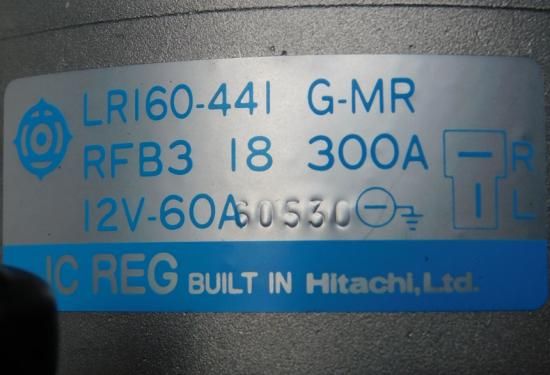 LR160-441 G-MR
RFB3 18 300A R
12V-60A 60530 L
IC REG BUILT IN Hitachi, Ltd.